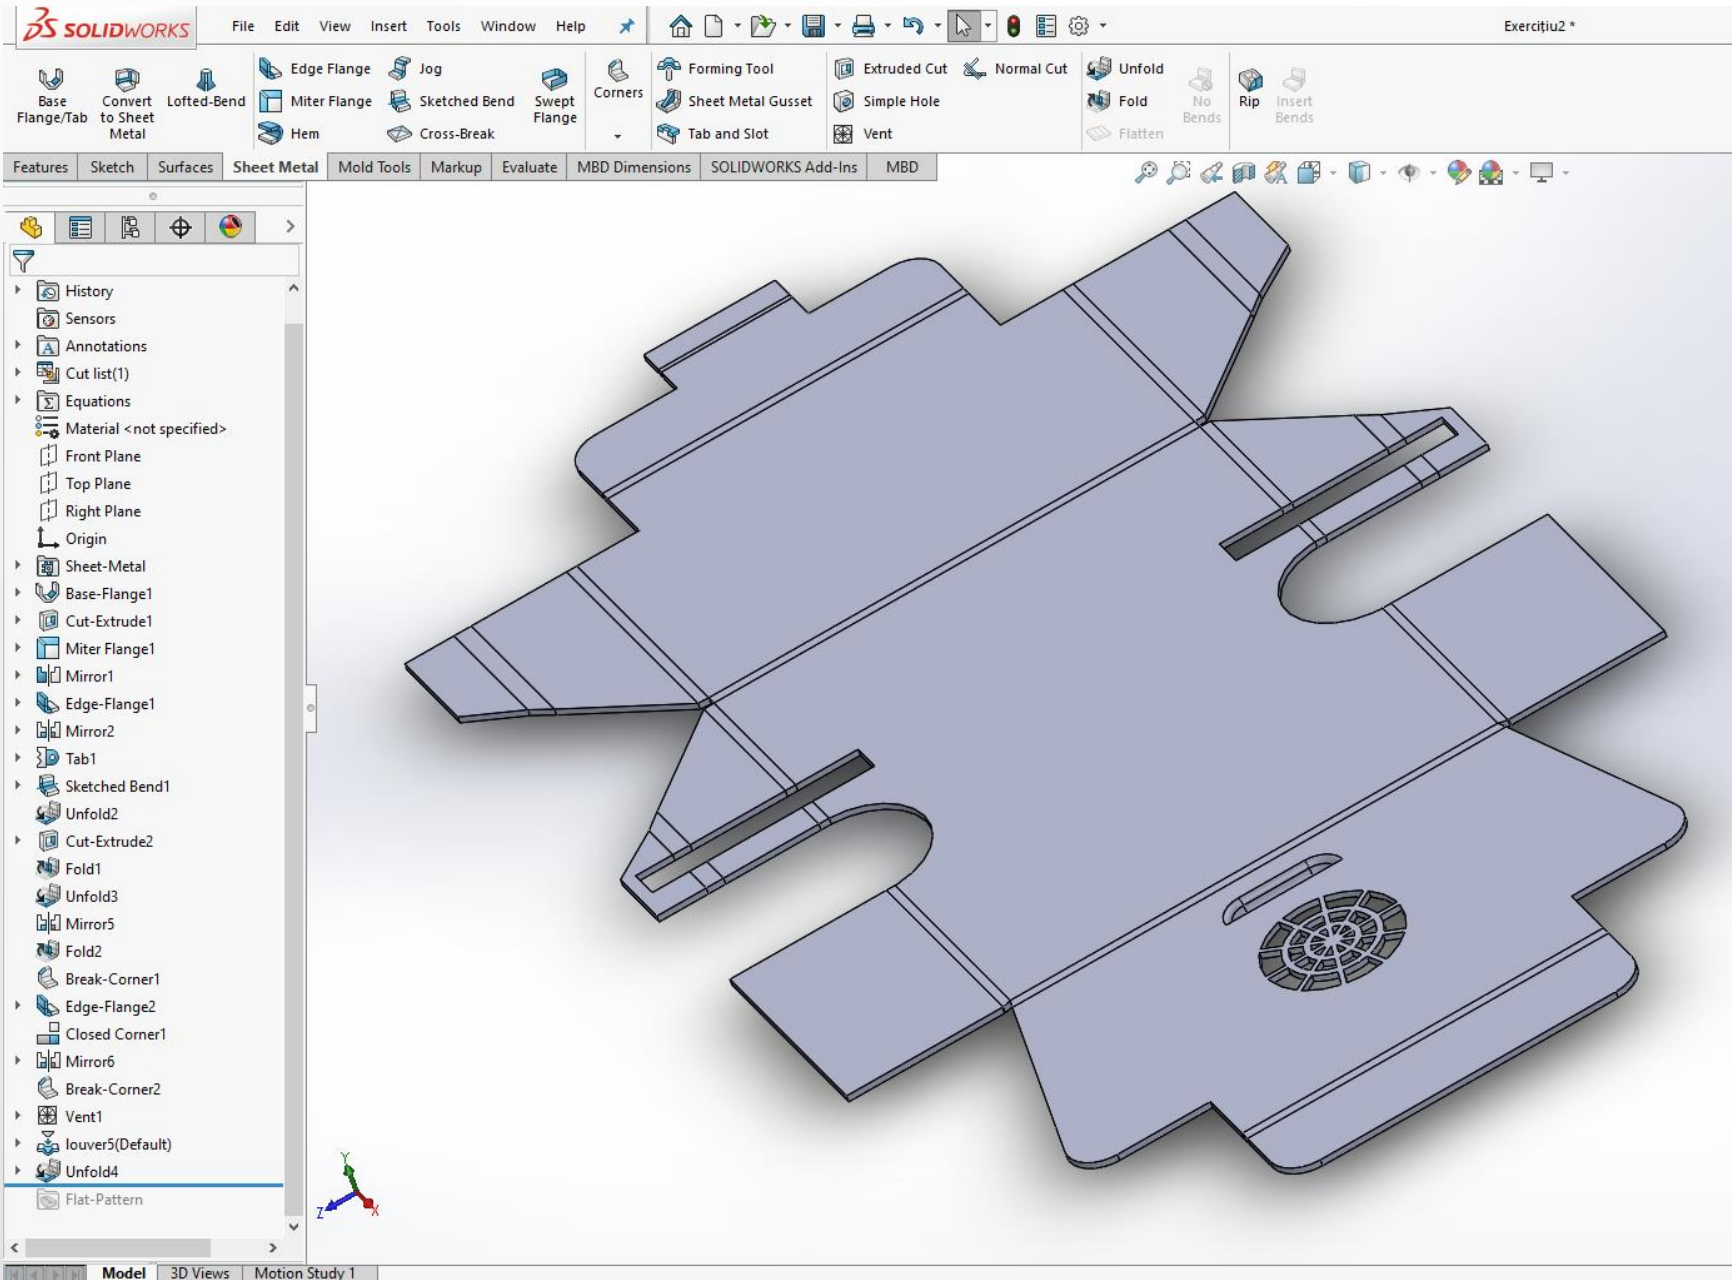 SOLIDWORKS File Edit View Insert Tools Window Help Exercițiu2 *
Base Flange/Tab
Convert to Sheet Metal
Lofted-Bend
Edge Flange
Miter Flange
Hem
Jog
Sketched Bend
Cross-Break
Swept Flange
Corners
Forming Tool
Sheet Metal Gusset
Tab and Slot
Extruded Cut
Simple Hole
Vent
Normal Cut
Unfold
Fold
Flatten
No Bends
Rip
Insert Bends
Features Sketch Surfaces Sheet Metal Mold Tools Markup Evaluate MBD Dimensions SOLIDWORKS Add-Ins MBD
History
Sensors
Annotations
Cut list(1)
Equations
Material <not specified>
Front Plane
Top Plane
Right Plane
Origin
Sheet-Metal
Base-Flange1
Cut-Extrude1
Miter Flange1
Mirror1
Edge-Flange1
Mirror2
Tab1
Sketched Bend1
Unfold2
Cut-Extrude2
Fold1
Unfold3
Mirror5
Fold2
Break-Corner1
Edge-Flange2
Closed Corner1
Mirror6
Break-Corner2
Vent1
louver5(Default)
Unfold4
Flat-Pattern
Y
Z X
Model 3D Views Motion Study 1